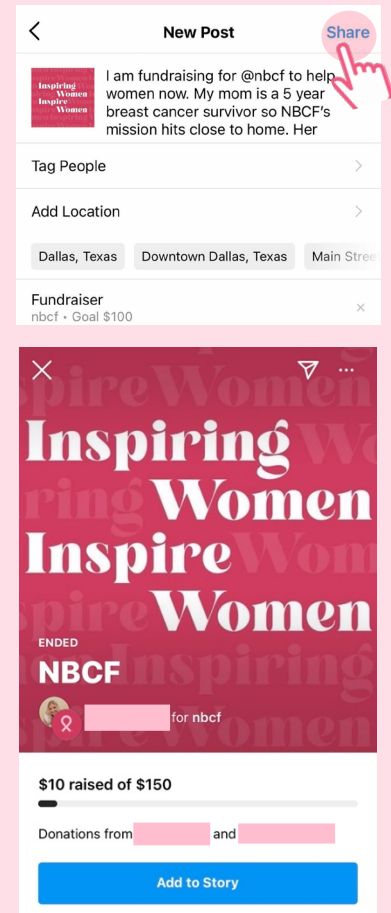 New Post
Share
Inspiring
Women
Inspire
Women
I am fundraising for @nbcf to help
women now. My mom is a 5 year
breast cancer survivor so NBCF’s
mission hits close to home. Her
Tag People
Add Location
Dallas, Texas
Downtown Dallas, Texas
Main Stree
Fundraiser
nbcf • Goal $100
Inspiring
Women
Inspire
Women
ENDED
NBCF
for nbcf
$10 raised of $150
Donations from
and
Add to Story